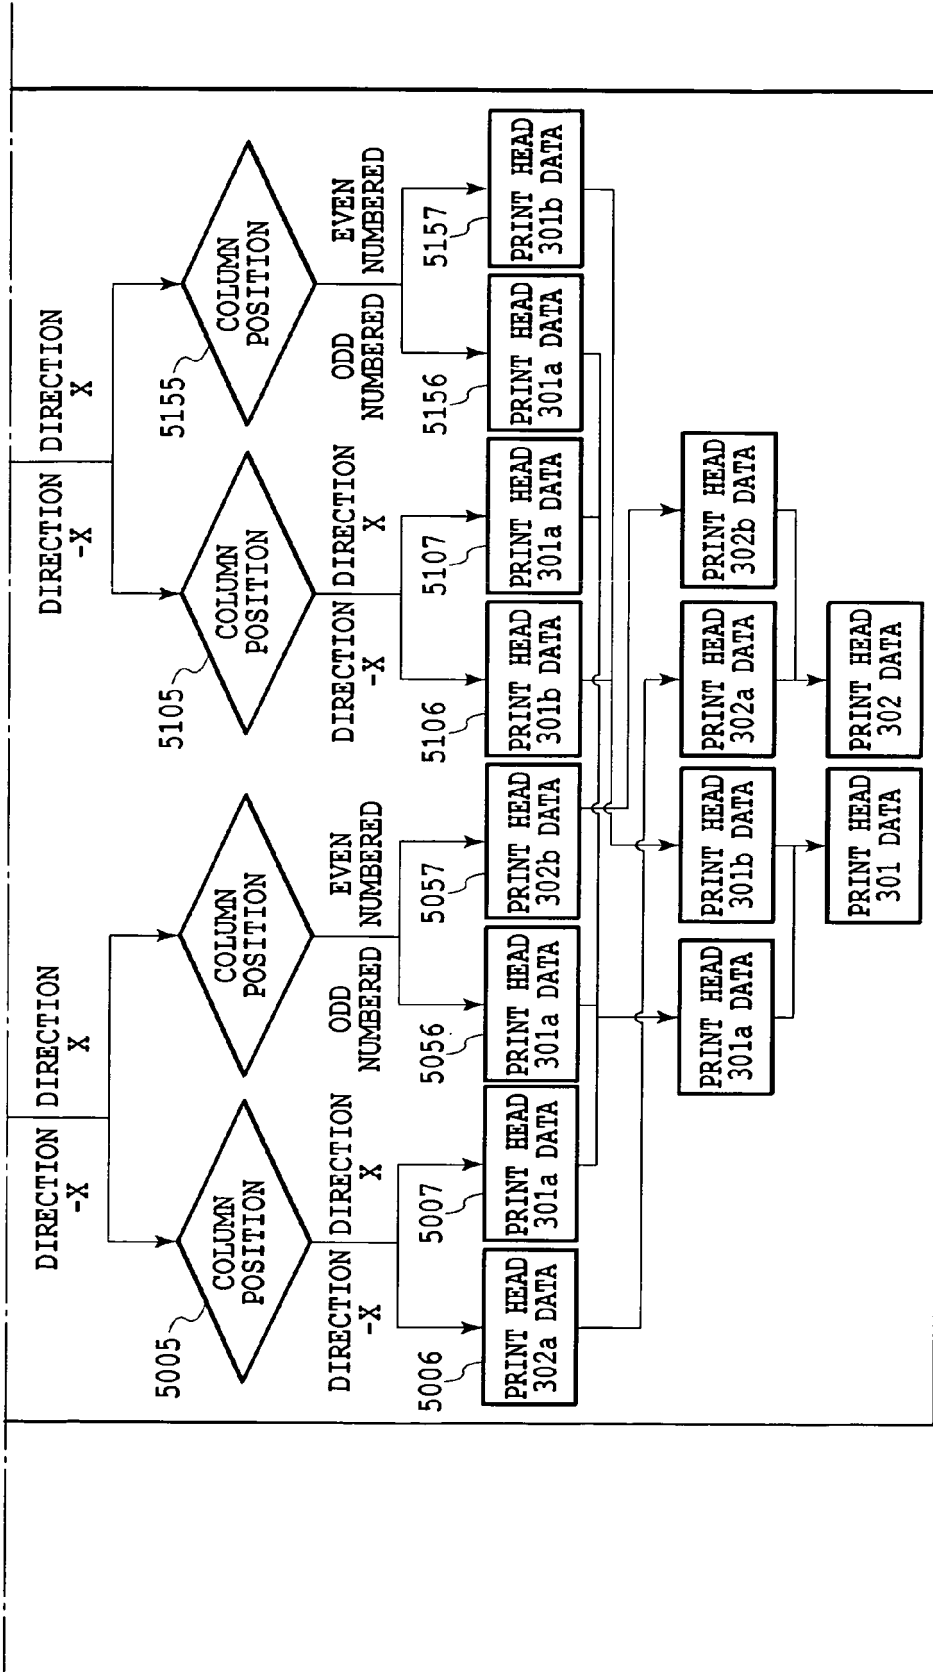 DIRECTION
-X
DIRECTION
X
DIRECTION
-X
DIRECTION
X
5005
COLUMN
POSITION
COLUMN
POSITION
5105
COLUMN
POSITION
5155
COLUMN
POSITION
DIRECTION
-X
DIRECTION
X
ODD
NUMBERED
EVEN
NUMBERED
DIRECTION
-X
DIRECTION
X
ODD
NUMBERED
EVEN
NUMBERED
5006
PRINT HEAD
302a DATA
5007
PRINT HEAD
301a DATA
5056
PRINT HEAD
301a DATA
5057
PRINT HEAD
302b DATA
5106
PRINT HEAD
301b DATA
5107
PRINT HEAD
301a DATA
5156
PRINT HEAD
301a DATA
5157
PRINT HEAD
301b DATA
PRINT HEAD
301a DATA
PRINT HEAD
301b DATA
PRINT HEAD
302a DATA
PRINT HEAD
302b DATA
PRINT HEAD
301 DATA
PRINT HEAD
302 DATA